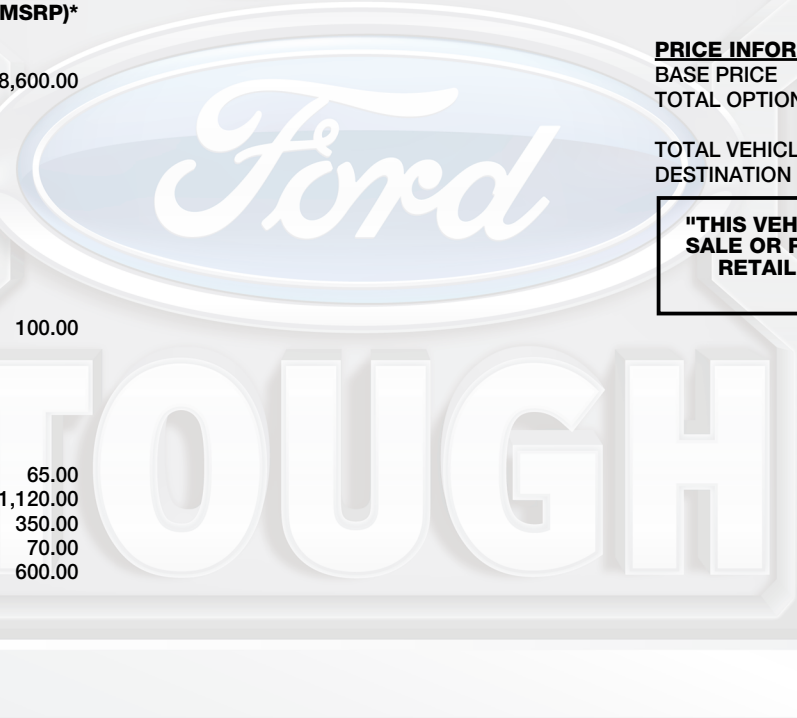 MSRP)*
8,600.00
100.00
65.00
1,120.00
350.00
70.00
600.00
PRICE INFOR
BASE PRICE
TOTAL OPTION
TOTAL VEHICL
DESTINATION
"THIS VEH
SALE OR
RETAIL
Ford
TOUGH